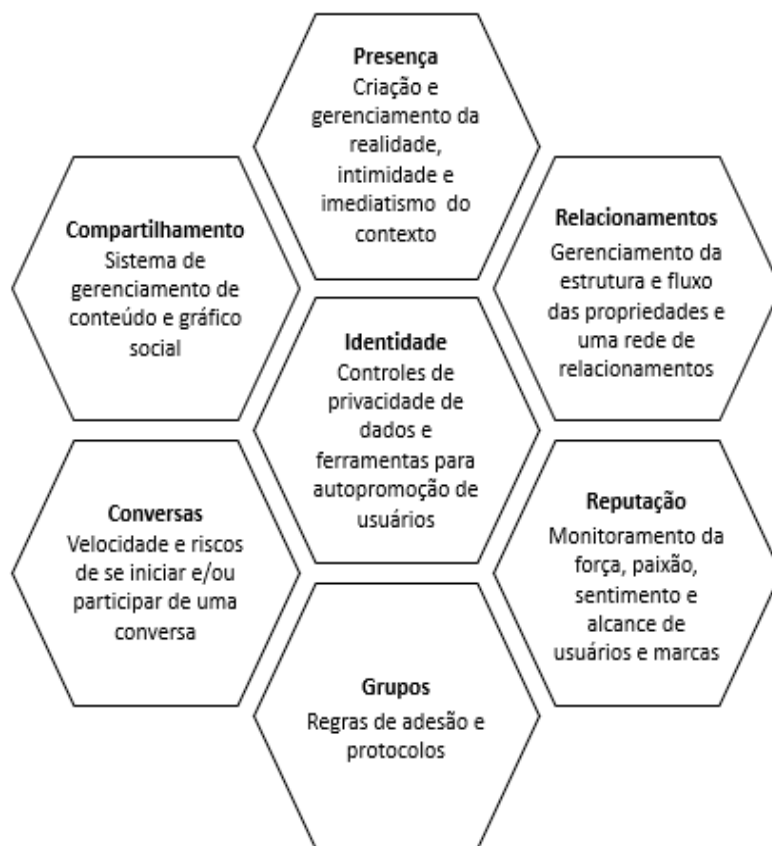 Presença
Criação e
gerenciamento da
realidade,
intimidade e
imediatismo do
contexto
Compartilhamento
Sistema de
gerenciamento de
conteúdo e gráfico
social
Relacionamentos
Gerenciamento da
estrutura e fluxo
das propriedades e
uma rede de
relacionamentos
Identidade
Controles de
privacidade de
dados e
ferramentas para
autopromoção de
usuários
Conversas
Velocidade e riscos
de se iniciar e/ou
participar de uma
conversa
Reputação
Monitoramento da
força, paixão,
sentimento e
alcance de
usuários e marcas
Grupos
Regras de adesão e
protocolos